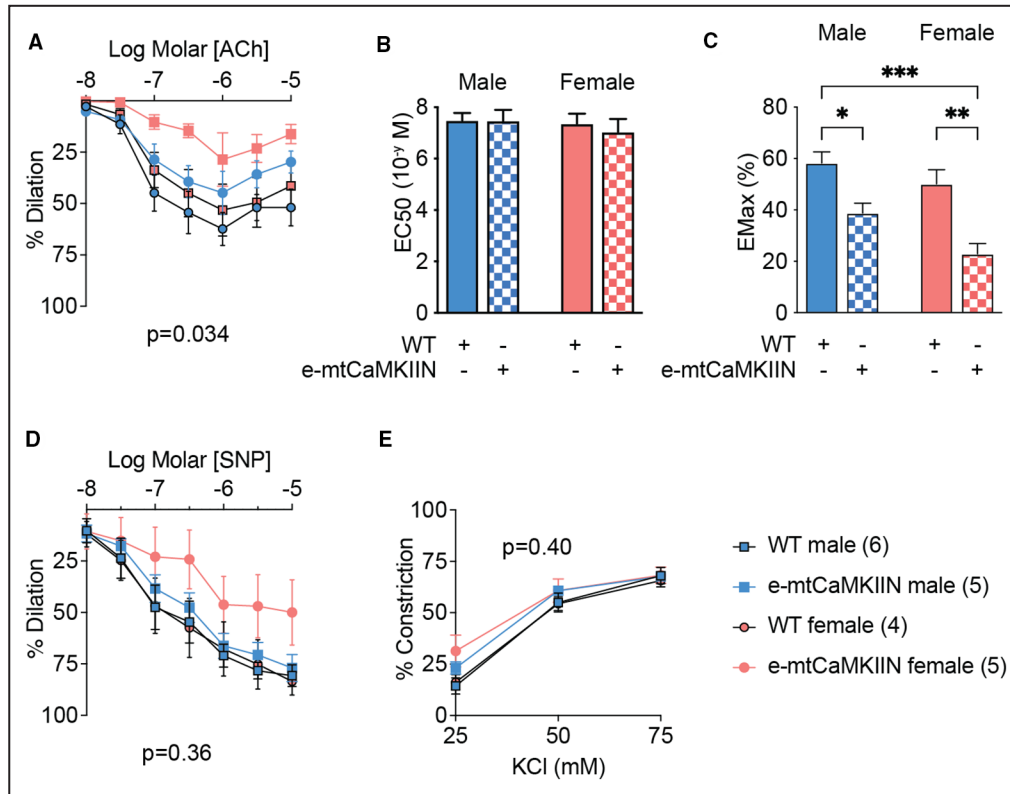 A
Log Molar [ACh]
-8 -7 -6 -5
25
50
75
100
% Dilation
p=0.034
B
Male Female
8
6
4
2
0
EC50 (10⁻ʸ M)
WT + - + -
e-mtCaMKIIN - + - +
C
Male Female
***
* **
80
60
40
20
0
EMax (%)
WT + - + -
e-mtCaMKIIN - + - +
D
Log Molar [SNP]
-8 -7 -6 -5
25
50
75
100
% Dilation
p=0.36
E
100
75
50
25
0
% Constriction
p=0.40
25 50 75
KCl (mM)
WT male (6)
e-mtCaMKIIN male (5)
WT female (4)
e-mtCaMKIIN female (5)